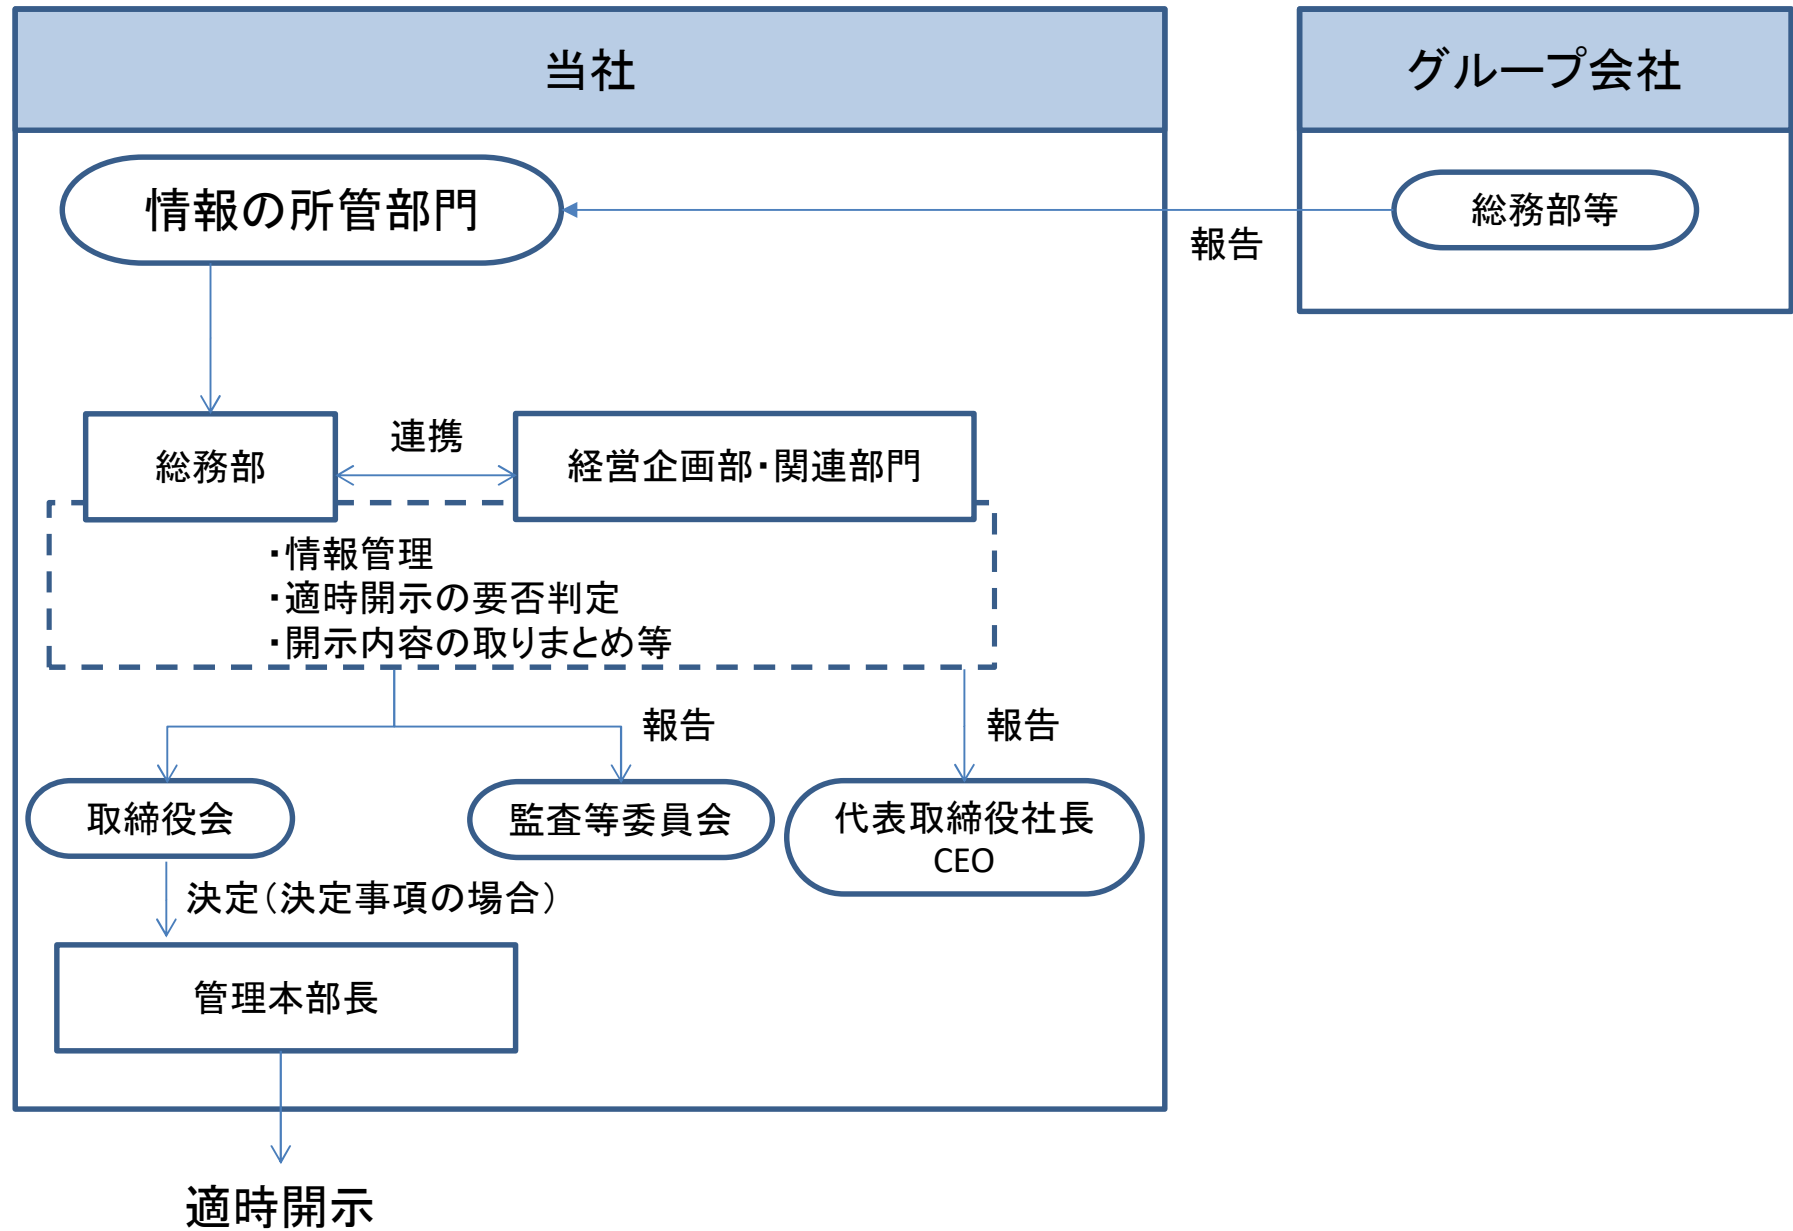 当社
グループ会社
情報の所管部門
総務部等
報告
総務部
連携
経営企画部・関連部門
・情報管理
・適時開示の要否判定
・開示内容の取りまとめ等
報告
報告
取締役会
監査等委員会
代表取締役社長
CEO
決定(決定事項の場合)
管理本部長
適時開示